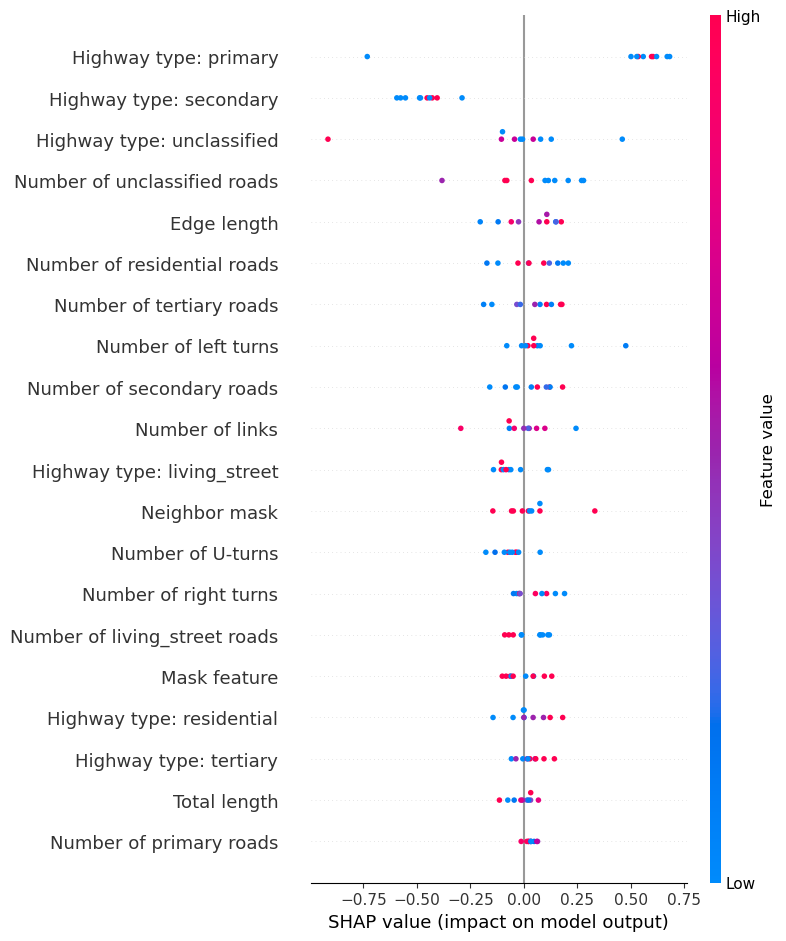 High
Highway type: primary
Highway type: secondary
Highway type: unclassified
Number of unclassified roads
Edge length
Number of residential roads
Number of tertiary roads
Number of left turns
Number of secondary roads
Number of links
Highway type: living_street
Neighbor mask
Number of U-turns
Number of right turns
Number of living_street roads
Mask feature
Highway type: residential
Highway type: tertiary
Total length
Number of primary roads
Feature value
Low
−0.75 −0.50 −0.25 0.00 0.25 0.50 0.75
SHAP value (impact on model output)